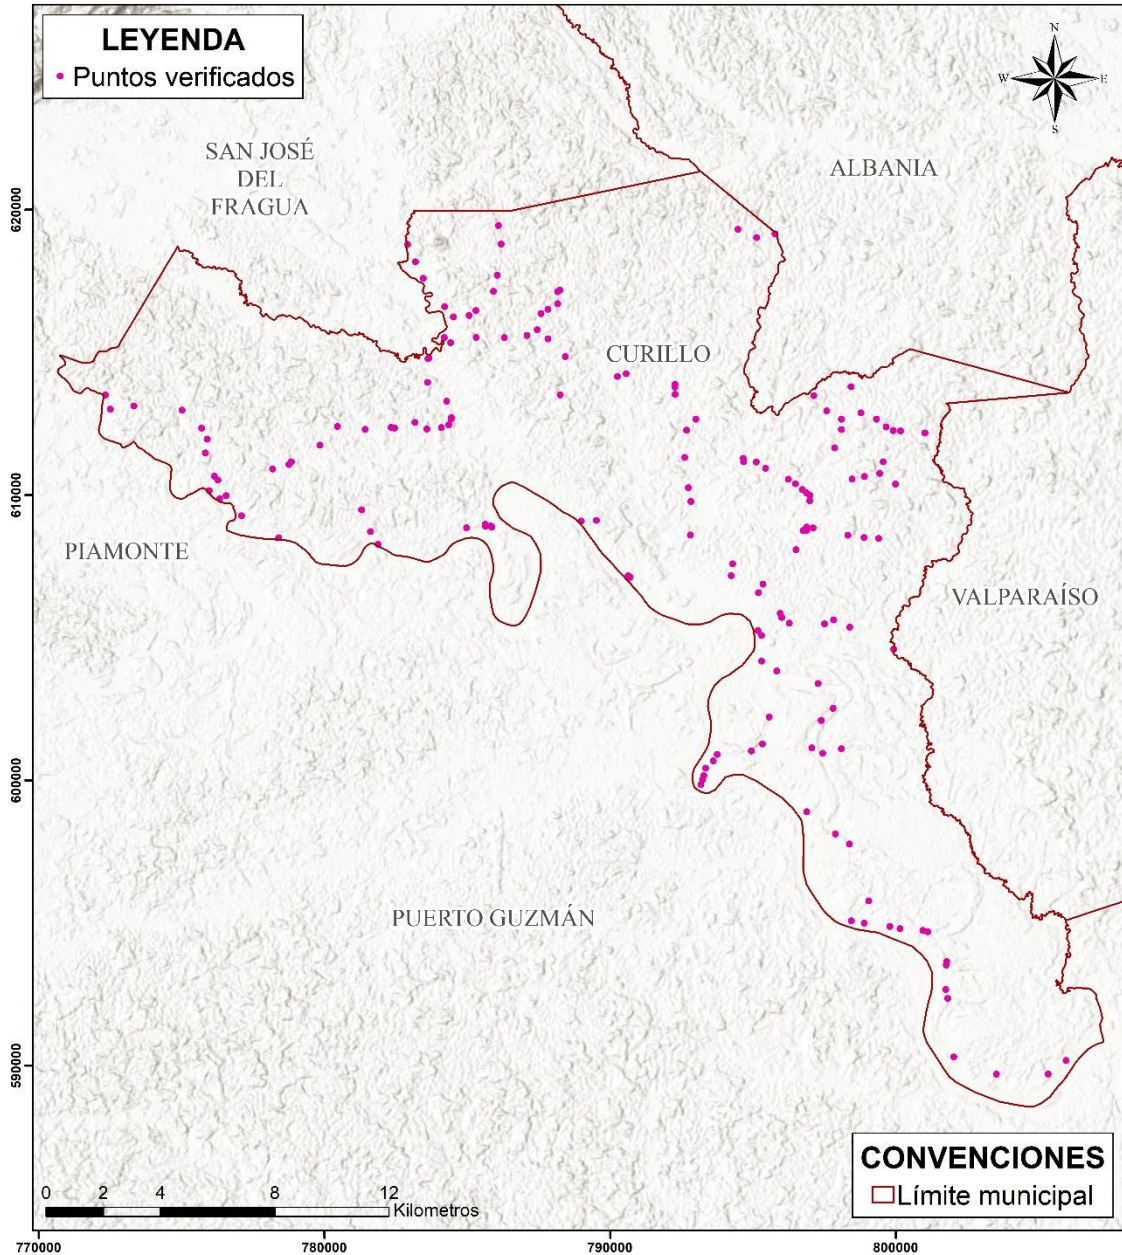 LEYENDA
Puntos verificados
N
W
E
S
SAN JOSÉ
DEL
FRAGUA
ALBANIA
620000
CURILLO
610000
PIAMONTE
VALPARAÍSO
600000
PUERTO GUZMÁN
590000
CONVENCIONES
Límite municipal
0 2 4 8 12
Kilometros
770000 780000 790000 800000